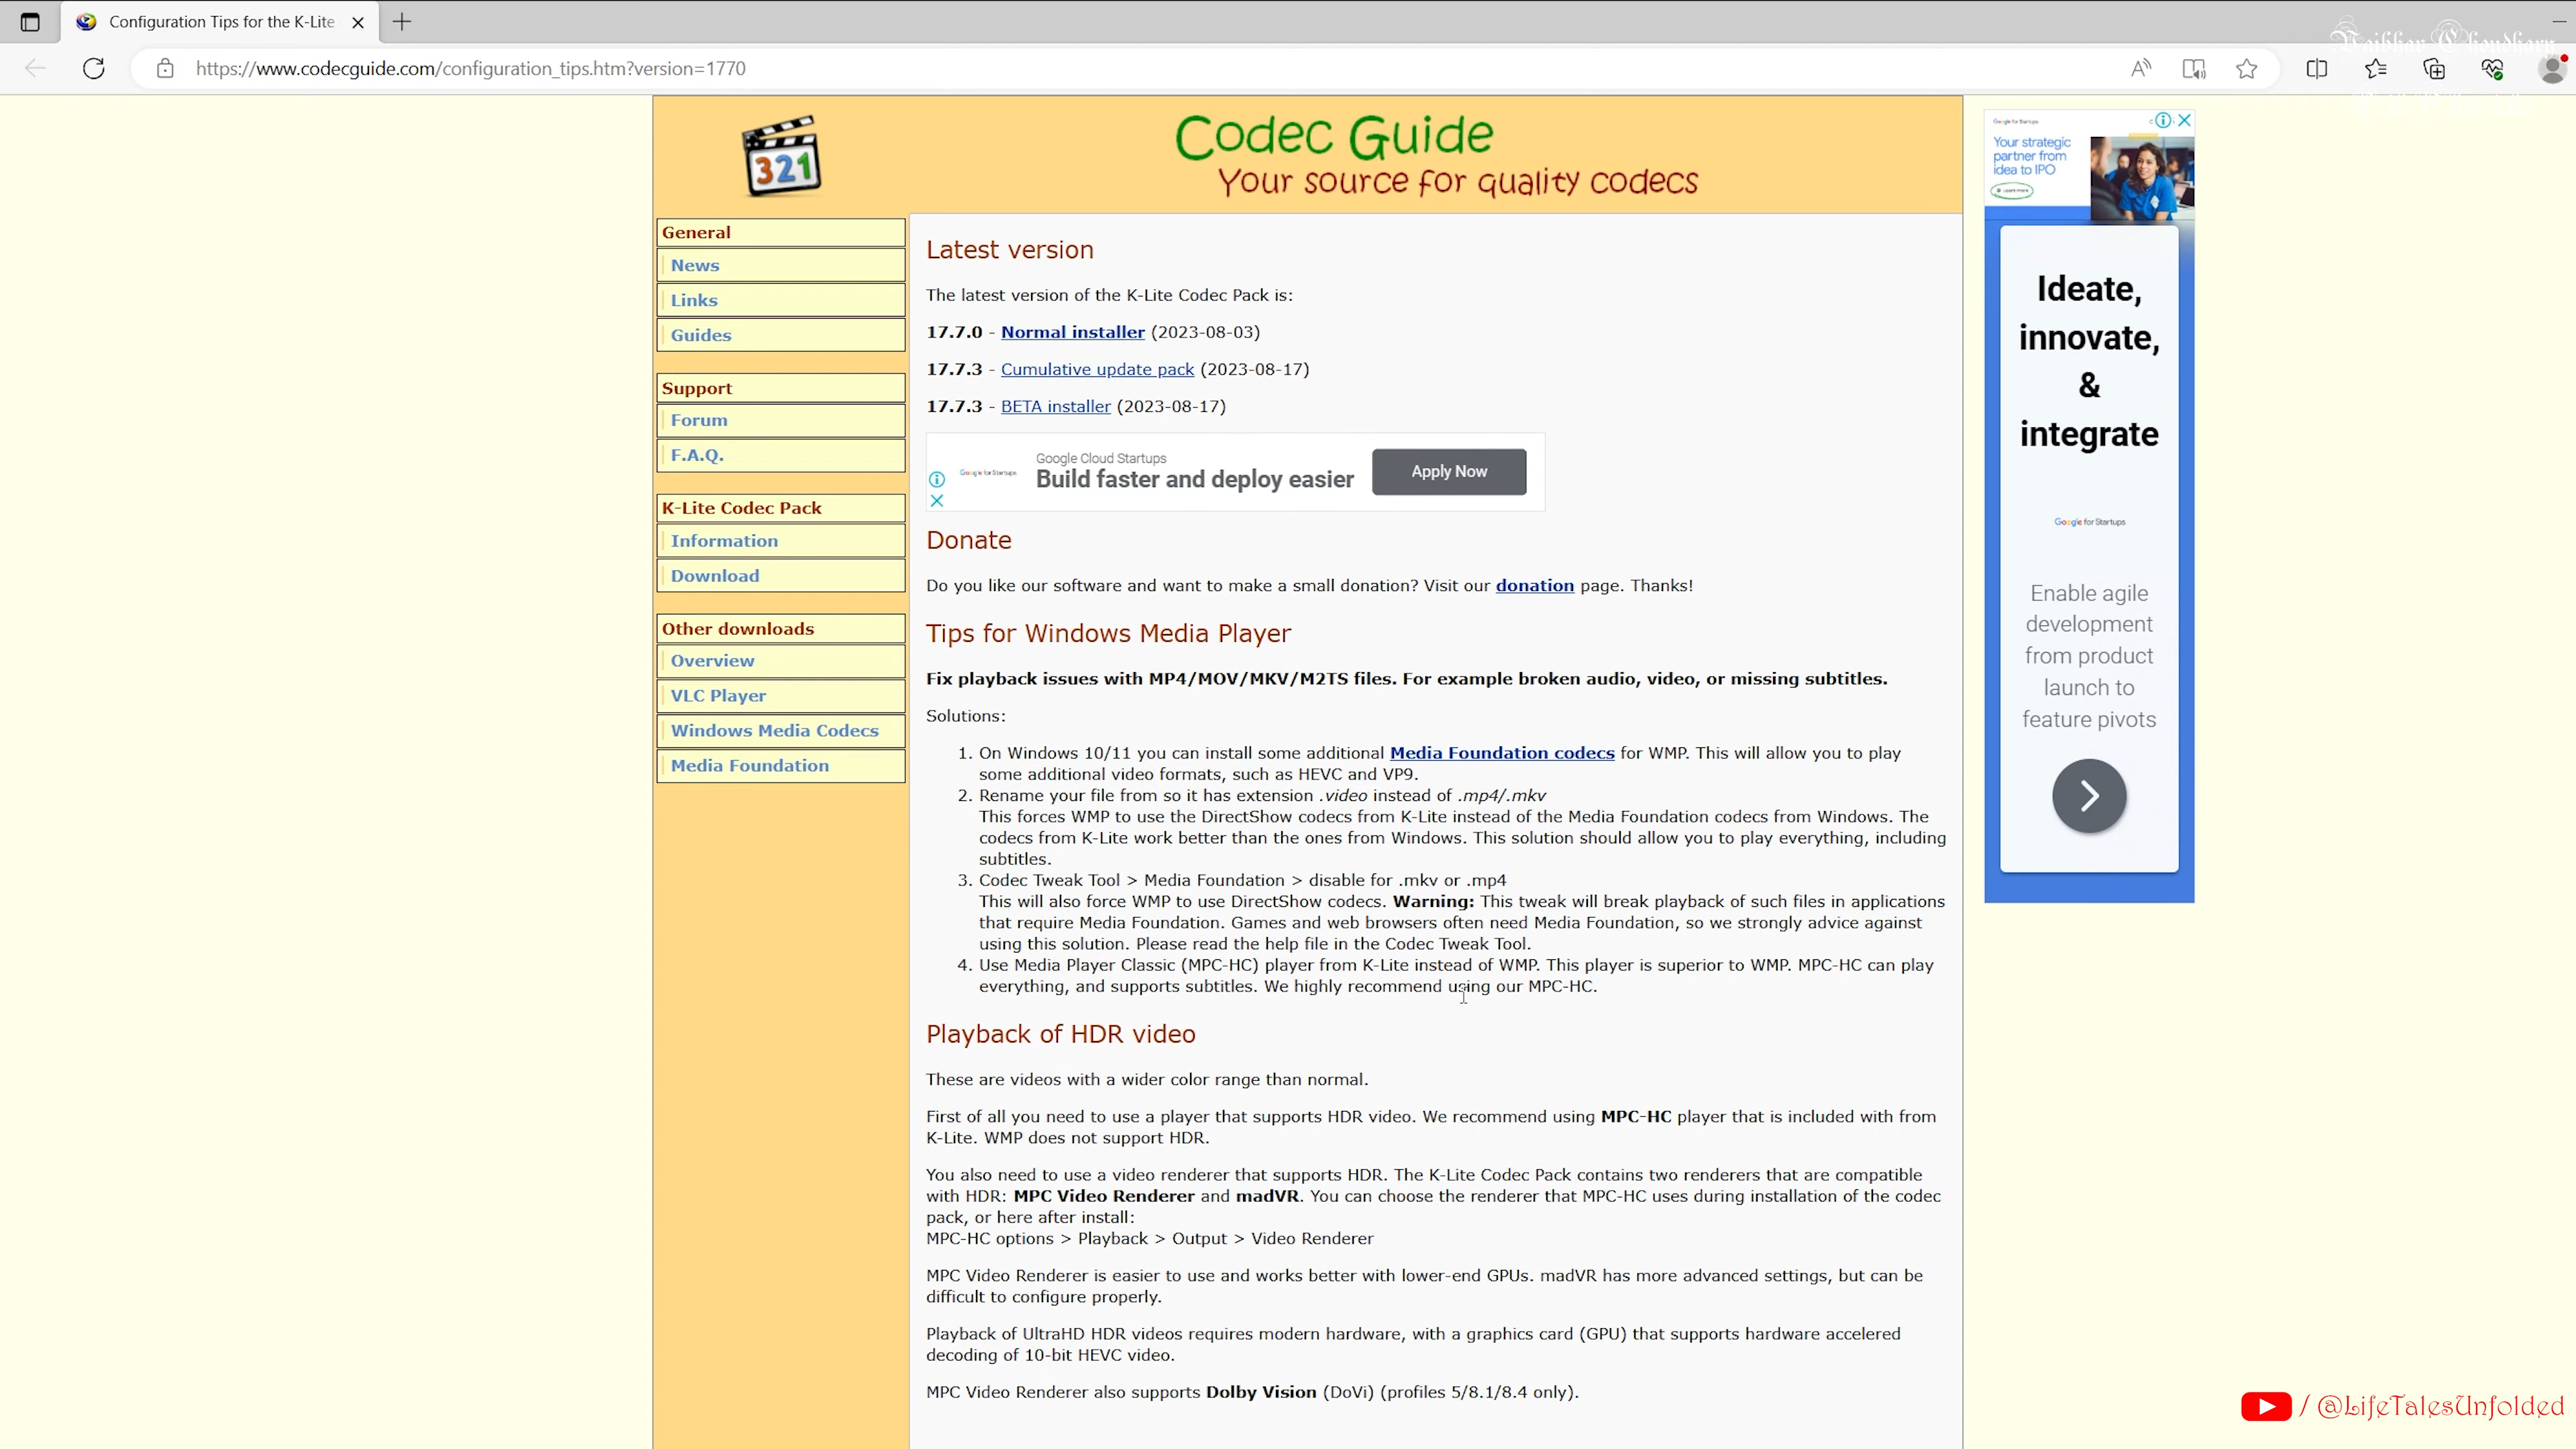 Configuration Tips for the K-Lite
Vaibhav Choudhary
https://www.codecguide.com/configuration_tips.htm?version=1770
321
Codec Guide
Your source for quality codecs
General
News
Links
Guides
Support
Forum
F.A.Q.
K-Lite Codec Pack
Information
Download
Other downloads
Overview
VLC Player
Windows Media Codecs
Media Foundation
Latest version
The latest version of the K-Lite Codec Pack is:
17.7.0 - Normal installer (2023-08-03)
17.7.3 - Cumulative update pack (2023-08-17)
17.7.3 - BETA installer (2023-08-17)
Google for Startups
Google Cloud Startups
Build faster and deploy easier
Apply Now
Donate
Do you like our software and want to make a small donation? Visit our donation page. Thanks!
Tips for Windows Media Player
Fix playback issues with MP4/MOV/MKV/M2TS files. For example broken audio, video, or missing subtitles.
Solutions:
1. On Windows 10/11 you can install some additional Media Foundation codecs for WMP. This will allow you to play
some additional video formats, such as HEVC and VP9.
2. Rename your file from so it has extension .video instead of .mp4/.mkv
This forces WMP to use the DirectShow codecs from K-Lite instead of the Media Foundation codecs from Windows. The
codecs from K-Lite work better than the ones from Windows. This solution should allow you to play everything, including
subtitles.
3. Codec Tweak Tool > Media Foundation > disable for .mkv or .mp4
This will also force WMP to use DirectShow codecs. Warning: This tweak will break playback of such files in applications
that require Media Foundation. Games and web browsers often need Media Foundation, so we strongly advice against
using this solution. Please read the help file in the Codec Tweak Tool.
4. Use Media Player Classic (MPC-HC) player from K-Lite instead of WMP. This player is superior to WMP. MPC-HC can play
everything, and supports subtitles. We highly recommend using our MPC-HC.
Playback of HDR video
These are videos with a wider color range than normal.
First of all you need to use a player that supports HDR video. We recommend using MPC-HC player that is included with from
K-Lite. WMP does not support HDR.
You also need to use a video renderer that supports HDR. The K-Lite Codec Pack contains two renderers that are compatible
with HDR: MPC Video Renderer and madVR. You can choose the renderer that MPC-HC uses during installation of the codec
pack, or here after install:
MPC-HC options > Playback > Output > Video Renderer
MPC Video Renderer is easier to use and works better with lower-end GPUs. madVR has more advanced settings, but can be
difficult to configure properly.
Playback of UltraHD HDR videos requires modern hardware, with a graphics card (GPU) that supports hardware accelered
decoding of 10-bit HEVC video.
MPC Video Renderer also supports Dolby Vision (DoVi) (profiles 5/8.1/8.4 only).
Google for Startups
Your strategic
partner from
idea to IPO
Learn more
Ideate,
innovate,
&
integrate
Google for Startups
Enable agile
development
from product
launch to
feature pivots
/ @LifeTalesUnfolded